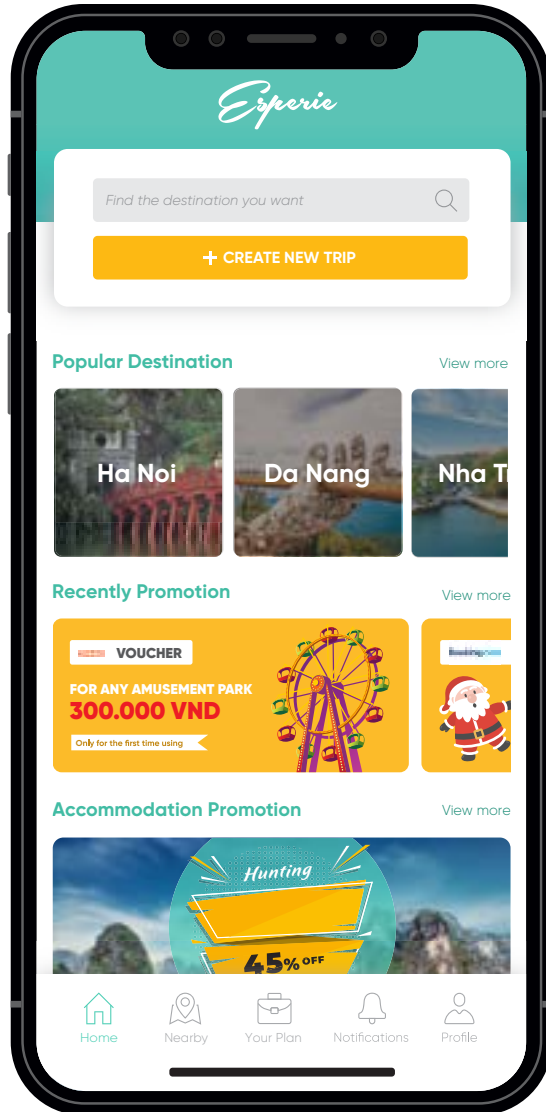 Esperie
Find the destination you want
+ CREATE NEW TRIP
Popular Destination
View more
Ha Noi
Da Nang
Nha T
Recently Promotion
View more
VOUCHER
FOR ANY AMUSEMENT PARK
300.000 VND
Only for the first time using
Accommodation Promotion
View more
Hunting
45% OFF
Home
Nearby
Your Plan
Notifications
Profile